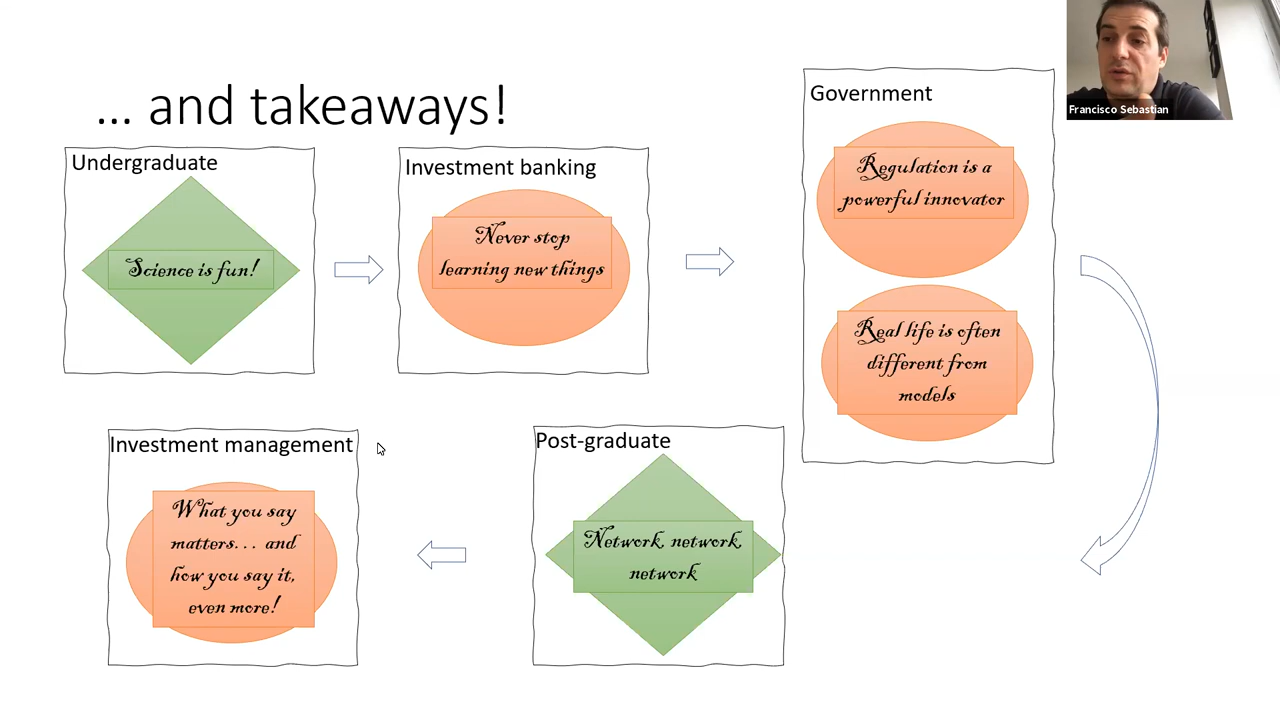 ... and takeaways!
Undergraduate
Science is fun!
Investment banking
Never stop
learning new things
Government
Regulation is a
powerful innovator
Real life is often
different from
models
Post-graduate
Network, network,
network
Investment management
What you say
matters... and
how you say it,
even more!
Francisco Sebastian